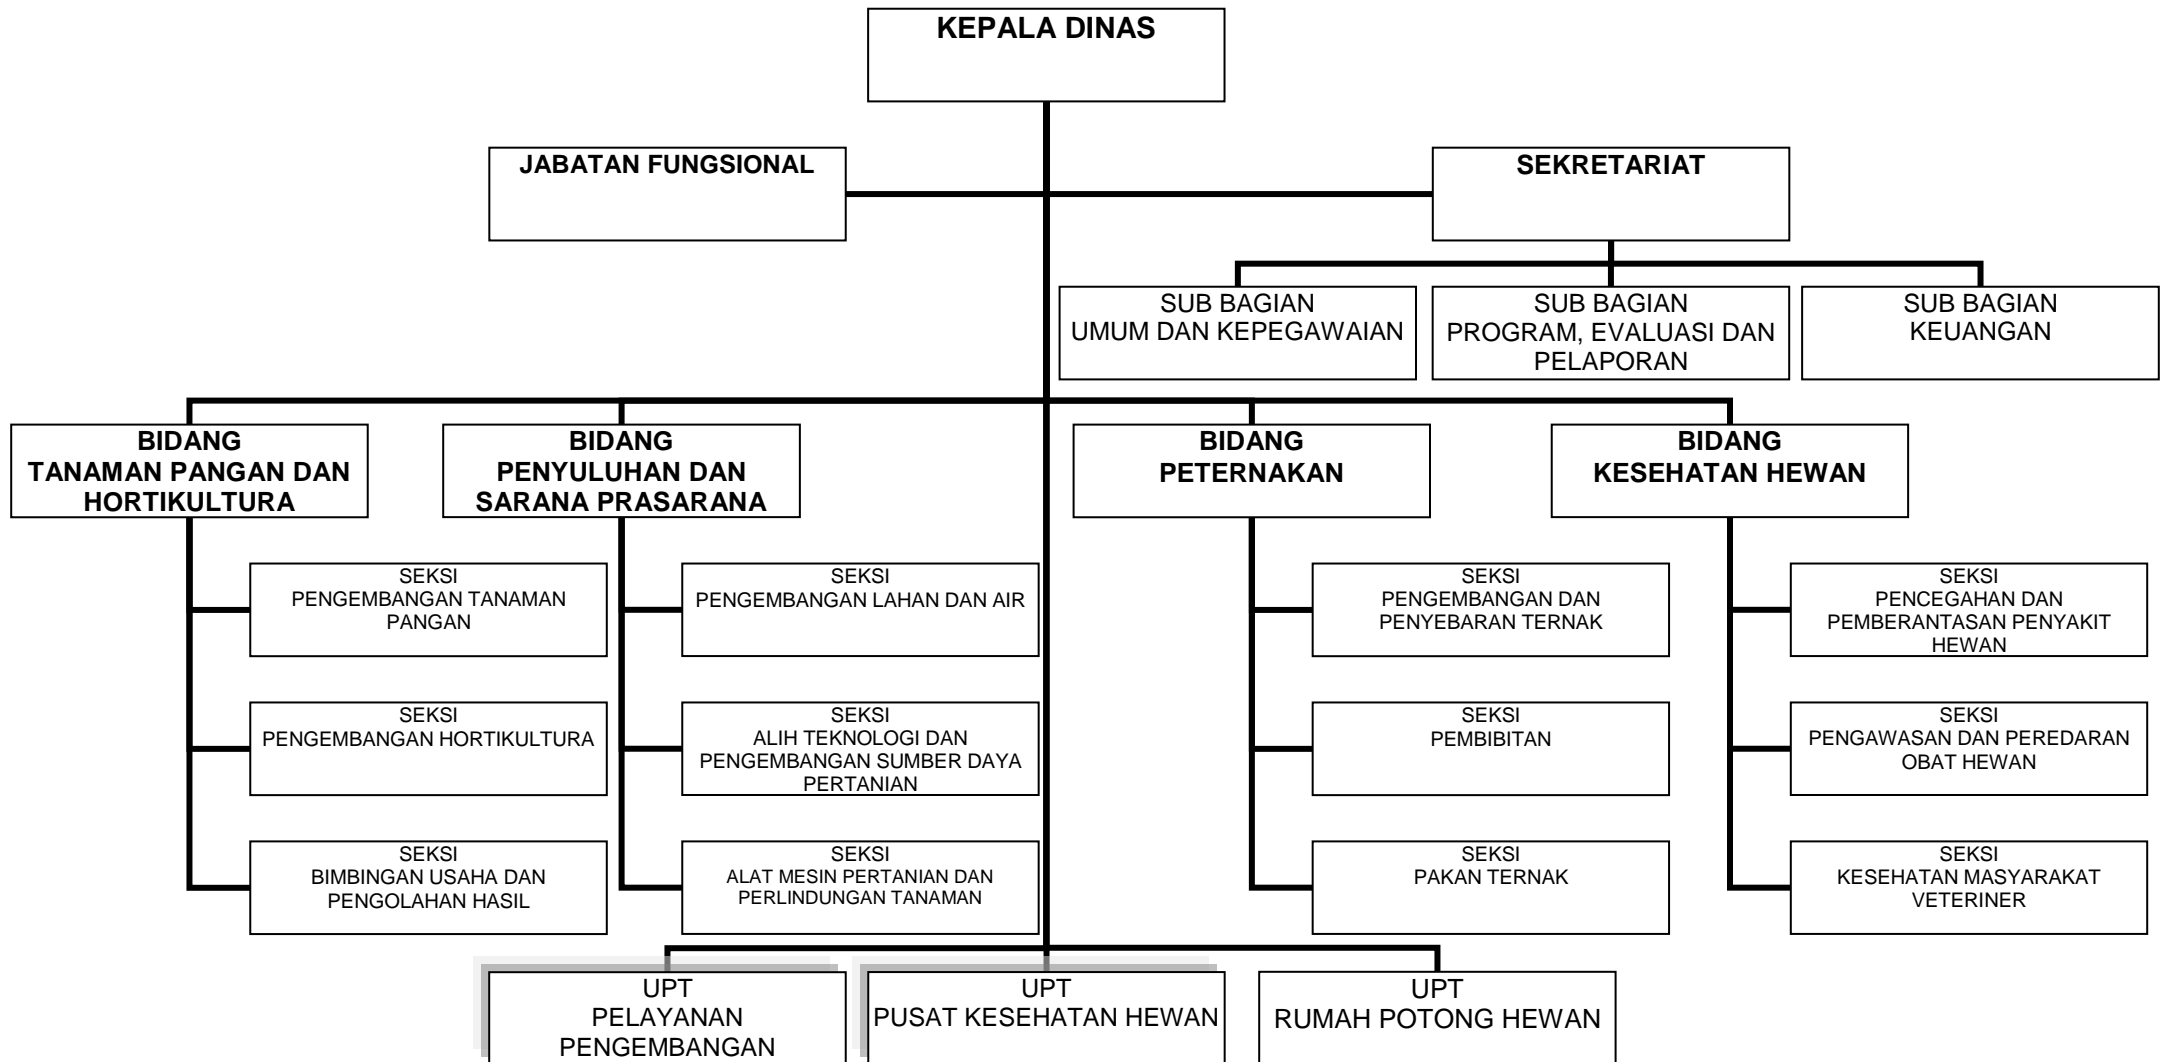 KEPALA DINAS
JABATAN FUNGSIONAL
SEKRETARIAT
SUB BAGIAN
UMUM DAN KEPEGAWAIAN
SUB BAGIAN
PROGRAM, EVALUASI DAN
PELAPORAN
SUB BAGIAN
KEUANGAN
BIDANG
TANAMAN PANGAN DAN
HORTIKULTURA
BIDANG
PENYULUHAN DAN
SARANA PRASARANA
BIDANG
PETERNAKAN
BIDANG
KESEHATAN HEWAN
SEKSI
PENGEMBANGAN TANAMAN
PANGAN
SEKSI
PENGEMBANGAN LAHAN DAN AIR
SEKSI
PENGEMBANGAN DAN
PENYEBARAN TERNAK
SEKSI
PENCEGAHAN DAN
PEMBERANTASAN PENYAKIT
HEWAN
SEKSI
PENGEMBANGAN HORTIKULTURA
SEKSI
ALIH TEKNOLOGI DAN
PENGEMBANGAN SUMBER DAYA
PERTANIAN
SEKSI
PEMBIBITAN
SEKSI
PENGAWASAN DAN PEREDARAN
OBAT HEWAN
SEKSI
BIMBINGAN USAHA DAN
PENGOLAHAN HASIL
SEKSI
ALAT MESIN PERTANIAN DAN
PERLINDUNGAN TANAMAN
SEKSI
PAKAN TERNAK
SEKSI
KESEHATAN MASYARAKAT
VETERINER
UPT
PELAYANAN
PENGEMBANGAN
UPT
PUSAT KESEHATAN HEWAN
UPT
RUMAH POTONG HEWAN